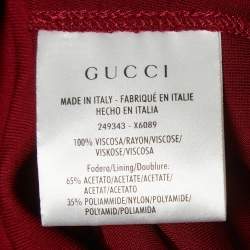 GUCCI
MADE IN ITALY - FABRIQUÉ EN ITALIE
HECHO EN ITALIA
249343 - X6089
100% VISCOSA/RAYON/VISCOSE/
VISKOSE/VISCOSA
Fodera/Lining/Doublure:
65% ACETATO/ACETATE/ACÉTATE/
ACETAT/ACETATO
35% POLIAMMIDE/NYLON/POLYAMIDE/
POLYAMID/POLIAMIDA